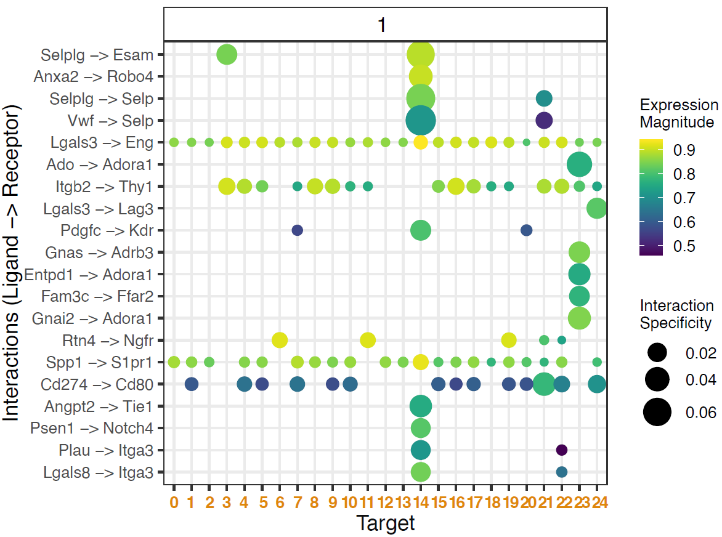 1
Interactions (Ligand −> Receptor)
Selplg −> Esam
Anxa2 −> Robo4
Selplg −> Selp
Vwf −> Selp
Lgals3 −> Eng
Ado −> Adora1
Itgb2 −> Thy1
Lgals3 −> Lag3
Pdgfc −> Kdr
Gnas −> Adrb3
Entpd1 −> Adora1
Fam3c −> Ffar2
Gnai2 −> Adora1
Rtn4 −> Ngfr
Spp1 −> S1pr1
Cd274 −> Cd80
Angpt2 −> Tie1
Psen1 −> Notch4
Plau −> Itga3
Lgals8 −> Itga3
0 1 2 3 4 5 6 7 8 9 10 11 12 13 14 15 16 17 18 19 20 21 22 23 24
Target
Expression
Magnitude
0.9
0.8
0.7
0.6
0.5
Interaction
Specificity
0.02
0.04
0.06